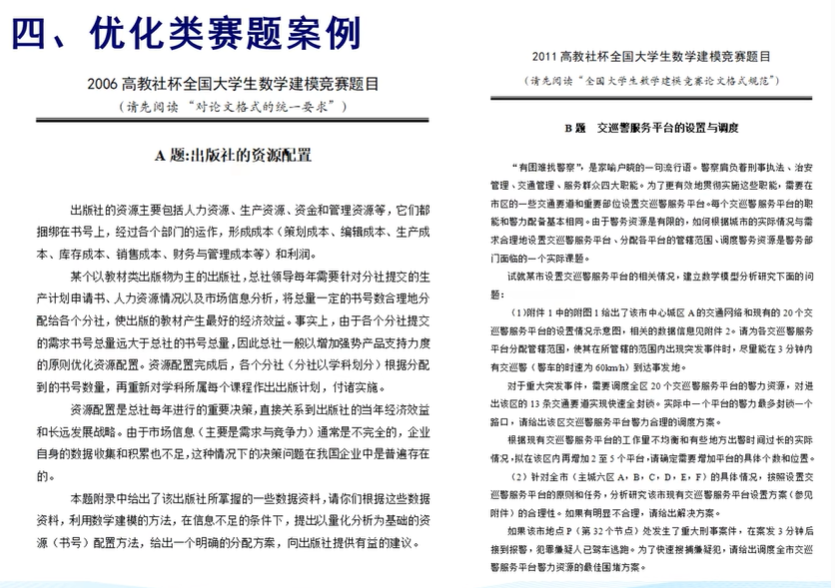 四、优化类赛题案例
2006 高教社杯全国大学生数学建模竞赛题目
（请先阅读“对论文格式的统一要求”）
A 题:出版社的资源配置
出版社的资源主要包括人力资源、生产资源、资金和管理资源等，它们都
捆绑在书号上，经过各个部门的运作，形成成本（策划成本、编辑成本、生产成
本、库存成本、销售成本、财务与管理成本等）和利润。
某个以教材类出版物为主的出版社，总社领导每年需要针对分社提交的生
产计划申请书、人力资源情况以及市场信息分析，将总量一定的书号数合理地分
配给各个分社，使出版的教材产生最好的经济效益。事实上，由于各个分社提交
的需求书号总量远大于总社的书号总量，因此总社一般以增加强势产品支持力度
的原则优化资源配置。资源配置完成后，各个分社（分社以学科划分）根据分配
到的书号数量，再重新对学科所属每个课程作出出版计划，付诸实施。
资源配置是总社每年进行的重要决策，直接关系到出版社的当年经济效益
和长远发展战略。由于市场信息（主要是需求与竞争力）通常是不完全的，企业
自身的数据收集和积累也不足，这种情况下的决策问题在我国企业中是普遍存在
的。
本题附录中给出了该出版社所掌握的一些数据资料，请你们根据这些数据
资料，利用数学建模的方法，在信息不足的条件下，提出以量化分析为基础的资
源（书号）配置方法，给出一个明确的分配方案，向出版社提供有益的建议。
2011 高教社杯全国大学生数学建模竞赛题目
（请先阅读“全国大学生数学建模竞赛论文格式规范”）
B 题 交巡警服务平台的设置与调度
“有困难找警察”，是家喻户晓的一句流行语。警察肩负着刑事执法、治安
管理、交通管理、服务群众四大职能。为了更有效地贯彻实施这些职能，需要在
市区的一些交通要道和重要部位设置交巡警服务平台。每个交巡警服务平台的职
能和警力配备基本相同。由于警务资源是有限的，如何根据城市的实际情况与需
求合理地设置交巡警服务平台、分配各平台的管辖范围、调度警务资源是警务部
门面临的一个实际课题。
试就某市设置交巡警服务平台的相关情况，建立数学模型分析研究下面的问
题：
（1）附件 1 中的附图 1 给出了该市中心城区 A 的交通网络和现有的 20 个交
巡警服务平台的设置情况示意图，相关的数据信息见附件 2。请为各交巡警服务
平台分配管辖范围，使其在所管辖的范围内出现突发事件时，尽量能在 3 分钟内
有交巡警（警车的时速为 60km/h）到达事发地。
对于重大突发事件，需要调度全区 20 个交巡警服务平台的警力资源，对进
出该区的 13 条交通要道实现快速全封锁。实际中一个平台的警力最多封锁一个
路口，请给出该区交巡警服务平台警力合理的调度方案。
根据现有交巡警服务平台的工作量不均衡和有些地方出警时间过长的实际
情况，拟在该区内再增加 2 至 5 个平台，请确定需要增加平台的具体个数和位置。
（2）针对全市（主城六区 A，B，C，D，E，F）的具体情况，按照设置交
巡警服务平台的原则和任务，分析研究该市现有交巡警服务平台设置方案（参见
附件）的合理性。如果有明显不合理，请给出解决方案。
如果该市地点 P（第 32 个节点）处发生了重大刑事案件，在案发 3 分钟后
接到报警，犯罪嫌疑人已驾车逃跑。为了快速搜捕嫌疑犯，请给出调度全市交巡
警服务平台警力资源的最佳围堵方案。